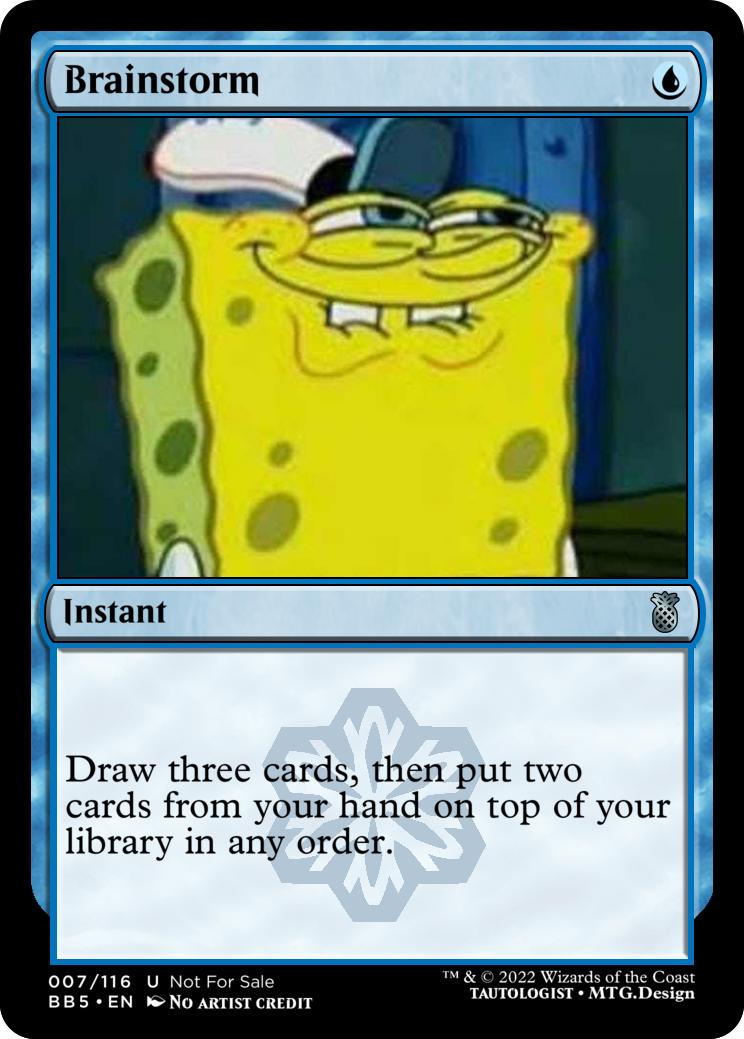 Brainstorm
Instant
Draw three cards, then put two
cards from your hand on top of your
library in any order.
007/116 U Not For Sale
BB5 • EN No artist credit
™ & © 2022 Wizards of the Coast
TAUTOLOGIST • MTG.Design